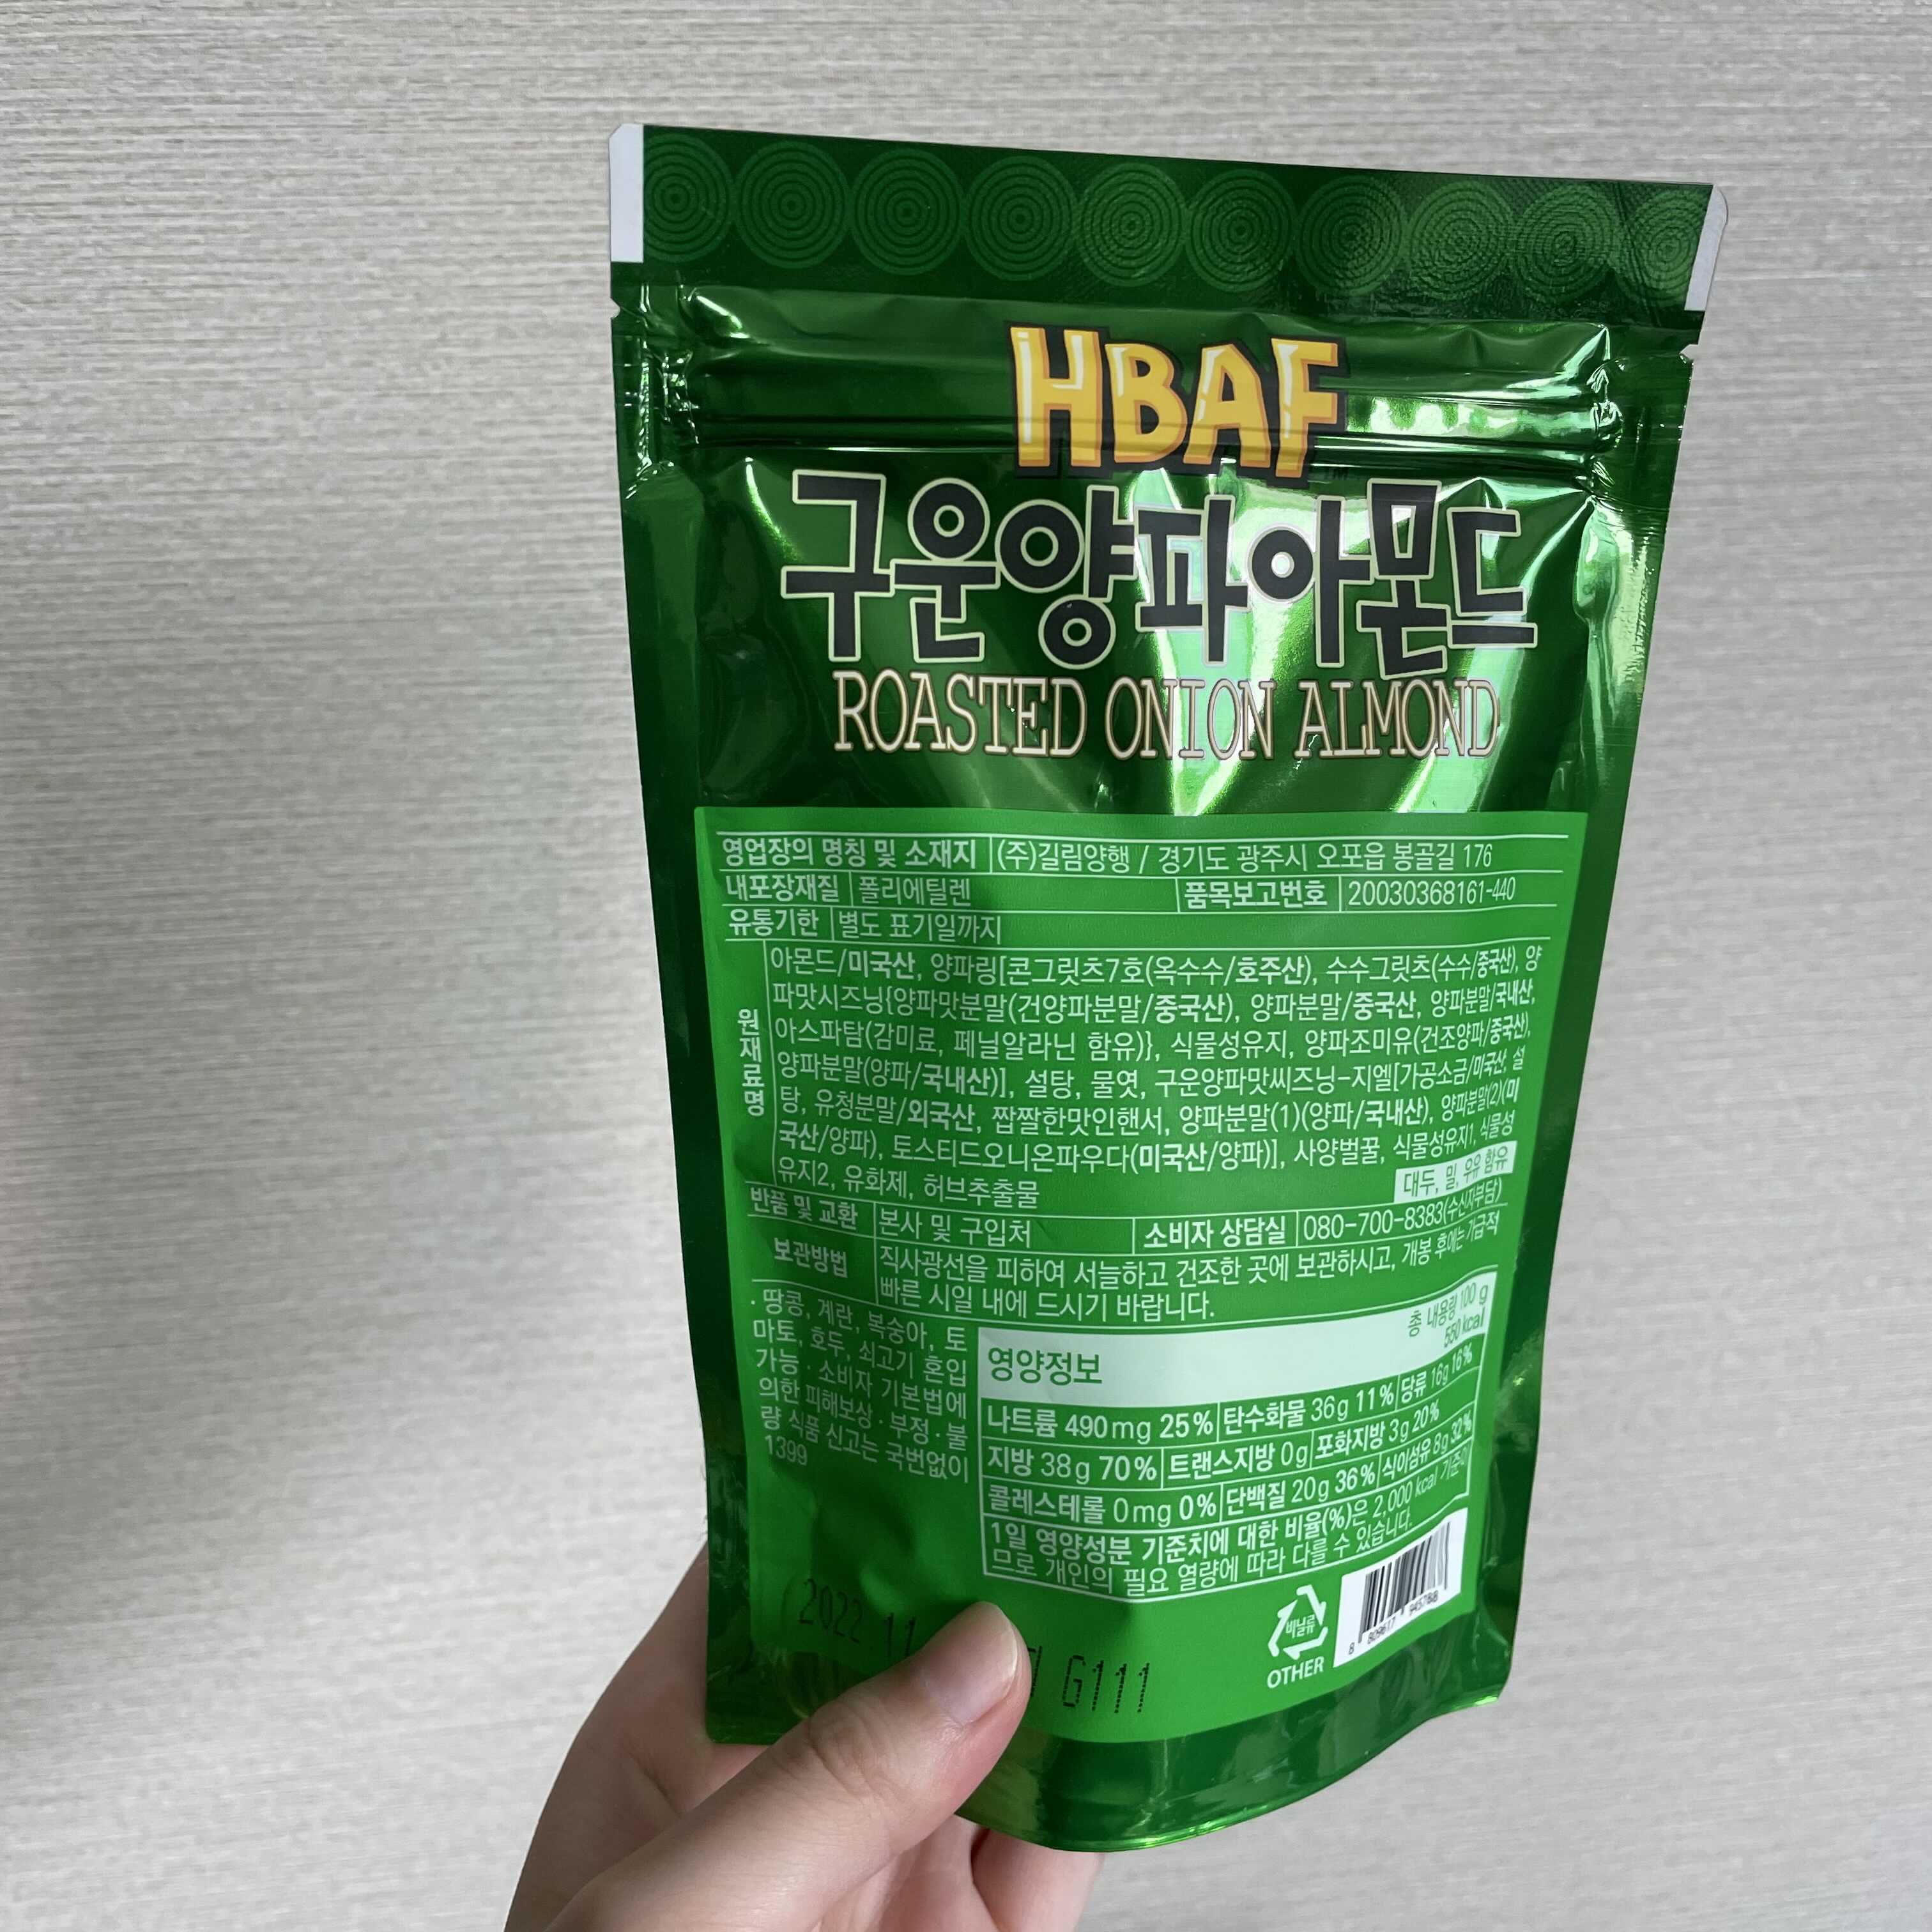 HBAF
구운양파아몬드
ROASTED ONION ALMOND
영업장의 명칭 및 소재지 (주)길림양행 / 경기도 광주시 오포읍 봉골길 176
내포장재질 폴리에틸렌 품목보고번호 20030368161-440
유통기한 별도 표기일까지
원재료명
아몬드/미국산, 양파링[콘그릿츠7호(옥수수/호주산), 수수그릿츠(수수/중국산), 양
파맛시즈닝{양파맛분말(건양파분말/중국산), 양파분말/중국산, 양파분말/국내산,
아스파탐(감미료, 페닐알라닌 함유)}, 식물성유지, 양파조미유(건조양파/중국산),
양파분말(양파/국내산)], 설탕, 물엿, 구운양파맛씨즈닝-지엘[가공소금/미국산, 설
탕, 유청분말/외국산, 짭짤한맛인핸서, 양파분말(1)(양파/국내산), 양파분말(2)(미
국산/양파), 토스티드오니온파우다(미국산/양파)], 사양벌꿀, 식물성유지1, 식물성
유지2, 유화제, 허브추출물
대두, 밀, 우유 함유
반품 및 교환 본사 및 구입처 소비자 상담실 080-700-8383(수신자부담)
보관방법 직사광선을 피하여 서늘하고 건조한 곳에 보관하시고, 개봉 후에는 가급적
빠른 시일 내에 드시기 바랍니다.
· 땅콩, 계란, 복숭아, 토
마토, 호두, 쇠고기 혼입
가능 · 소비자 기본법에
의한 피해보상 · 부정 · 불
량 식품 신고는 국번없이
1399
영양정보
총 내용량 100 g
550 kcal
나트륨 490 mg 25% 탄수화물 36g 11% 당류 16g 16%
지방 38g 70% 트랜스지방 0g 포화지방 3g 20%
콜레스테롤 0mg 0% 단백질 20g 36% 식이섬유 8g 32%
1일 영양성분 기준치에 대한 비율(%)은 2,000 kcal 기준이
므로 개인의 필요 열량에 따라 다를 수 있습니다.
비닐류
OTHER
8 809617 945788
2022 11 G111